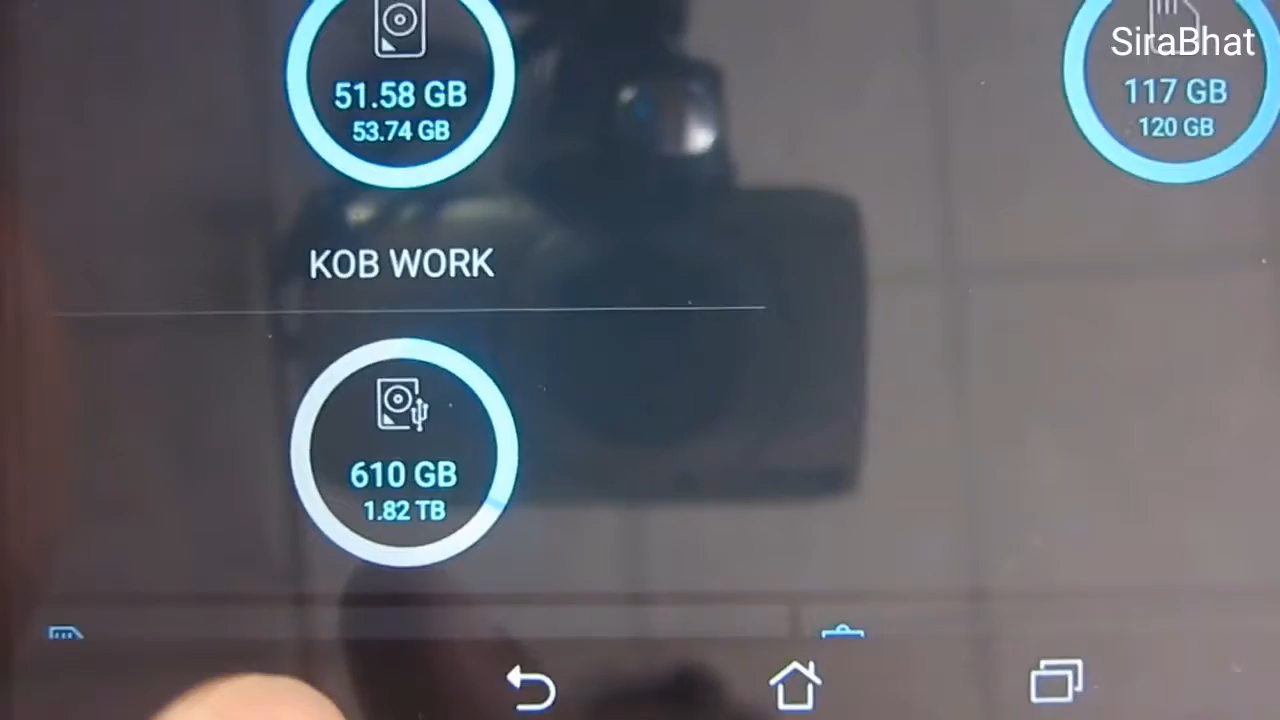 SiraBhat
51.58 GB
53.74 GB
117 GB
120 GB
KOB WORK
610 GB
1.82 TB